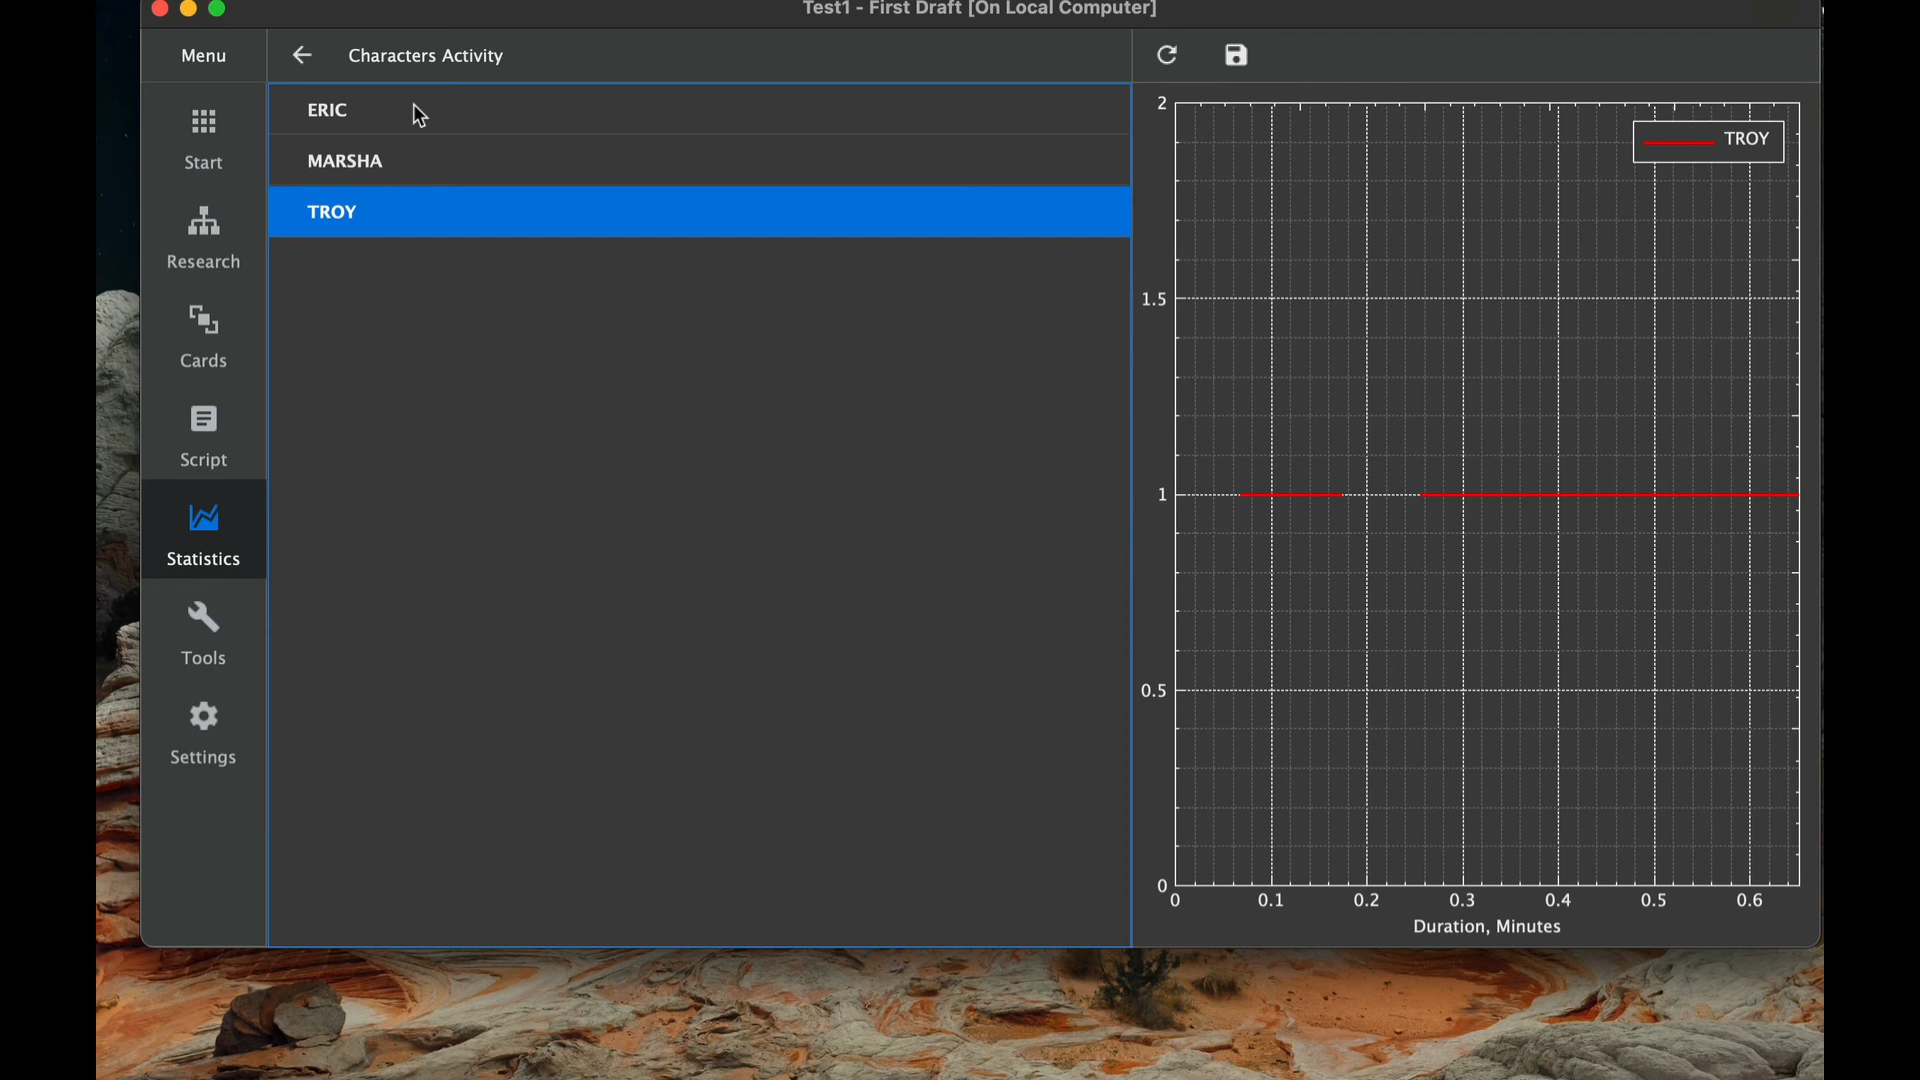 Test1 - First Draft [On Local Computer]
Menu
Characters Activity
Start
Research
Cards
Script
Statistics
Tools
Settings
ERIC
MARSHA
TROY
TROY
2
1.5
1
0.5
0
0 0.1 0.2 0.3 0.4 0.5 0.6
Duration, Minutes